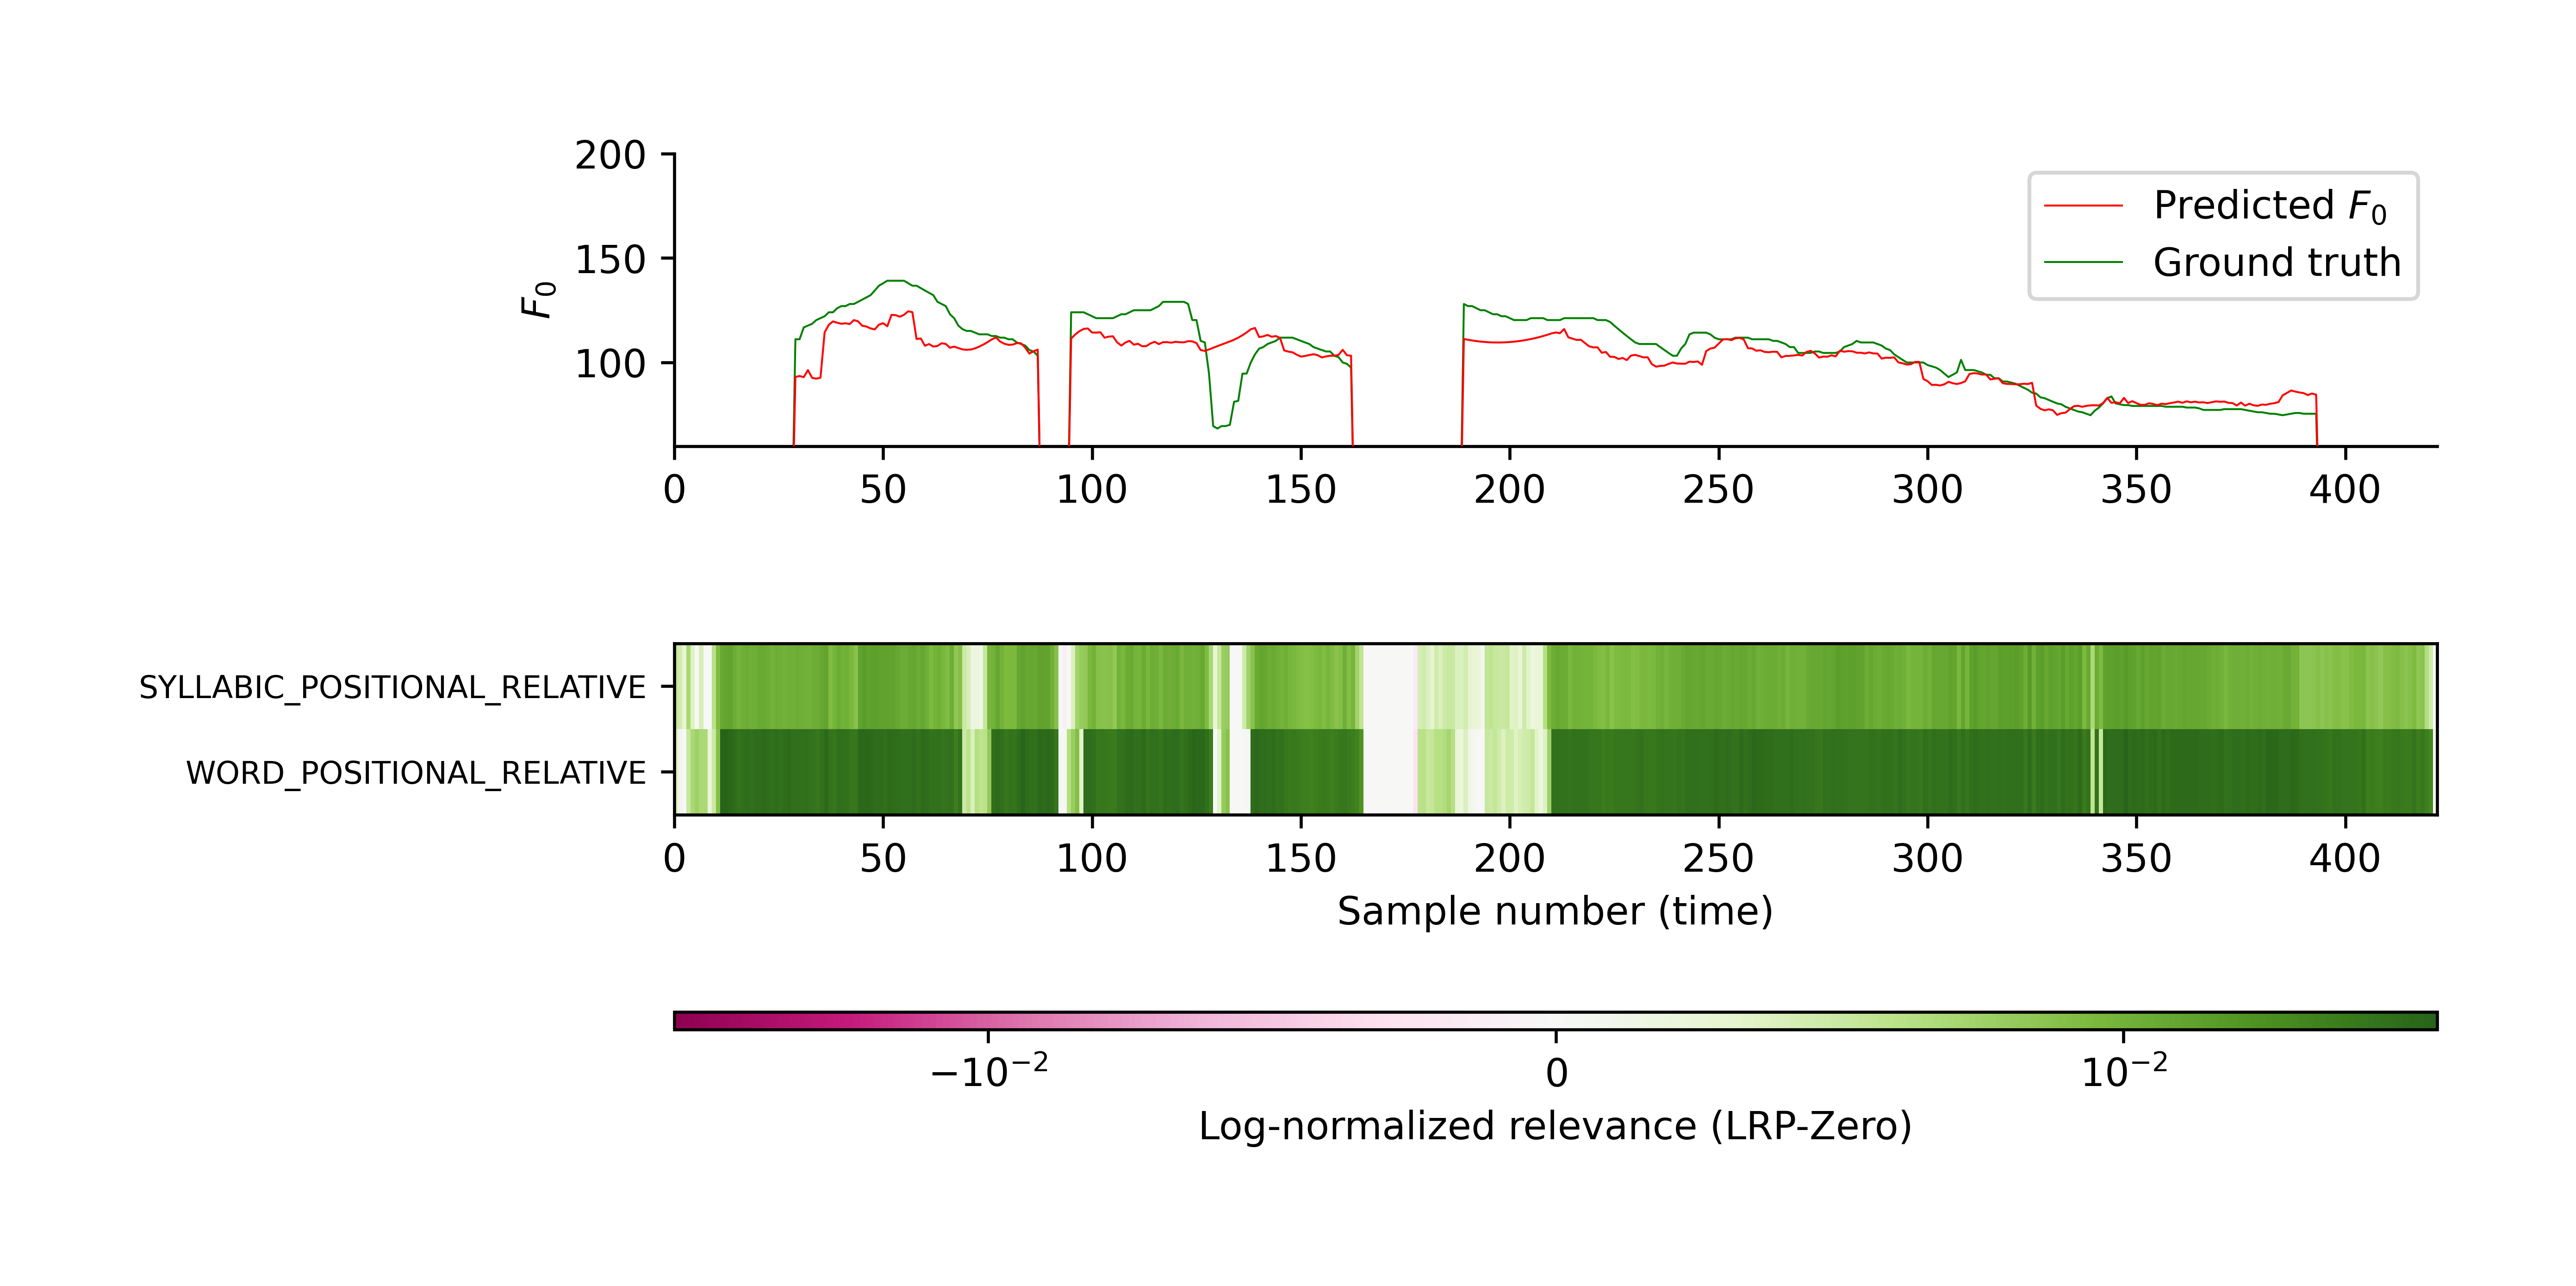 200
150
100
F₀
Predicted F₀
Ground truth
0 50 100 150 200 250 300 350 400
SYLLABIC_POSITIONAL_RELATIVE
WORD_POSITIONAL_RELATIVE
0 50 100 150 200 250 300 350 400
Sample number (time)
−10⁻² 0 10⁻²
Log-normalized relevance (LRP-Zero)